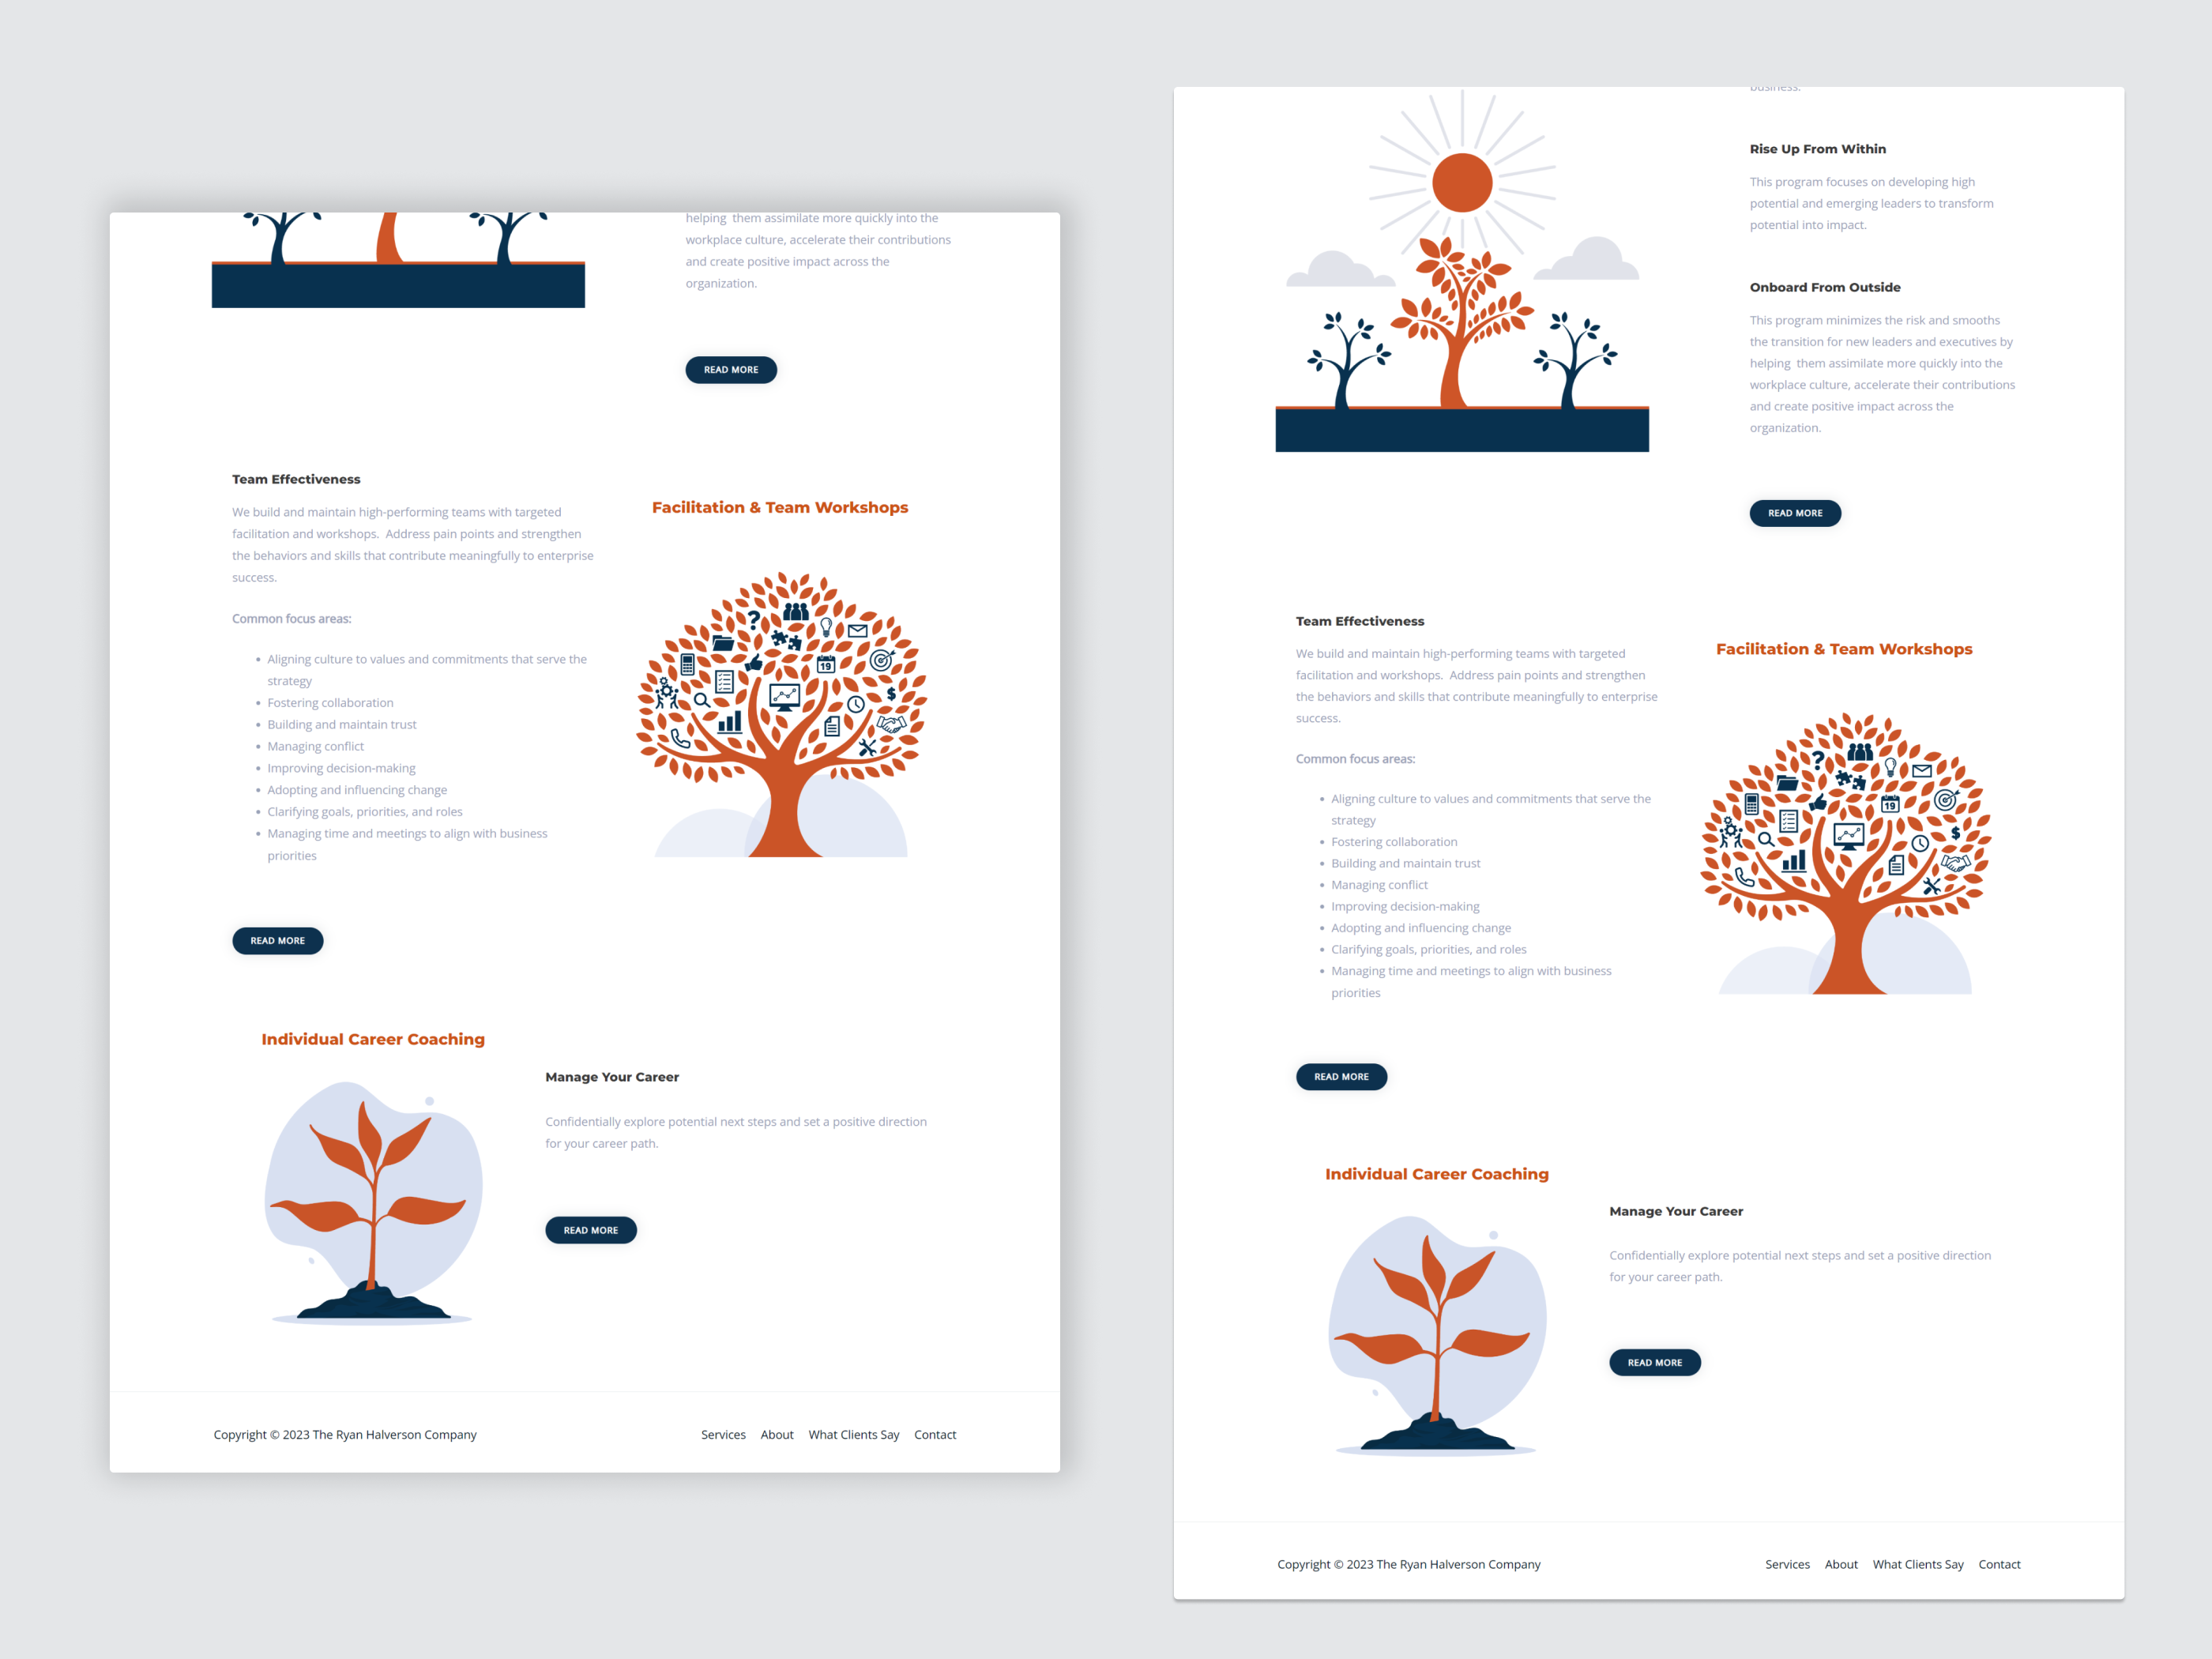 helping  them assimilate more quickly into the
workplace culture, accelerate their contributions
and create positive impact across the
organization.
READ MORE
Team Effectiveness
We build and maintain high-performing teams with targeted
facilitation and workshops.  Address pain points and strengthen
the behaviors and skills that contribute meaningfully to enterprise
success.
Common focus areas:
• Aligning culture to values and commitments that serve the
strategy
• Fostering collaboration
• Building and maintain trust
• Managing conflict
• Improving decision-making
• Adopting and influencing change
• Clarifying goals, priorities, and roles
• Managing time and meetings to align with business
priorities
READ MORE
Facilitation & Team Workshops
?
19
$
Individual Career Coaching
Manage Your Career
Confidentially explore potential next steps and set a positive direction
for your career path.
READ MORE
Copyright © 2023 The Ryan Halverson Company
Services About What Clients Say Contact
business.
Rise Up From Within
This program focuses on developing high
potential and emerging leaders to transform
potential into impact.
Onboard From Outside
This program minimizes the risk and smooths
the transition for new leaders and executives by
helping  them assimilate more quickly into the
workplace culture, accelerate their contributions
and create positive impact across the
organization.
READ MORE
Team Effectiveness
We build and maintain high-performing teams with targeted
facilitation and workshops.  Address pain points and strengthen
the behaviors and skills that contribute meaningfully to enterprise
success.
Common focus areas:
• Aligning culture to values and commitments that serve the
strategy
• Fostering collaboration
• Building and maintain trust
• Managing conflict
• Improving decision-making
• Adopting and influencing change
• Clarifying goals, priorities, and roles
• Managing time and meetings to align with business
priorities
READ MORE
Facilitation & Team Workshops
?
19
$
Individual Career Coaching
Manage Your Career
Confidentially explore potential next steps and set a positive direction
for your career path.
READ MORE
Copyright © 2023 The Ryan Halverson Company
Services About What Clients Say Contact